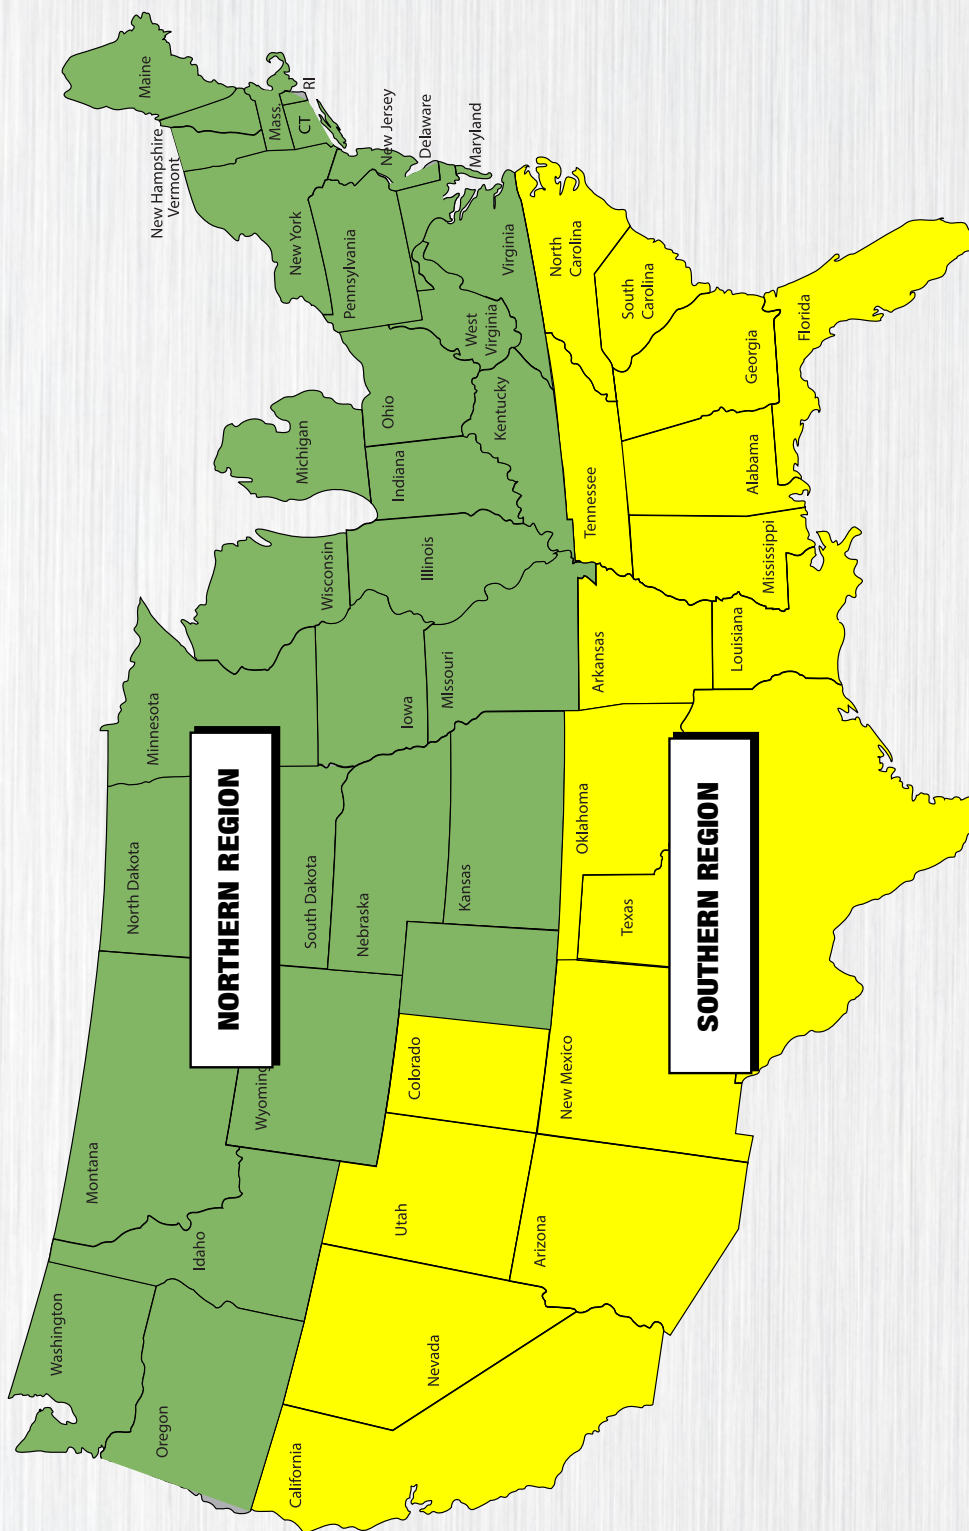 Washington
Oregon
California
Nevada
Idaho
Montana
Wyoming
Utah
Arizona
Colorado
New Mexico
North Dakota
South Dakota
Nebraska
Kansas
Oklahoma
Texas
NORTHERN REGION
SOUTHERN REGION
Minnesota
Iowa
MIssouri
Arkansas
Louisiana
Wisconsin
Illinois
Michigan
Indiana
Ohio
Kentucky
Tennessee
Mississippi
Alabama
Georgia
Florida
South
Carolina
North
Carolina
West
Virginia
Virginia
Pennsylvania
New York
New Hampshire
Vermont
Maine
Mass.
CT
RI
New Jersey
Delaware
Maryland